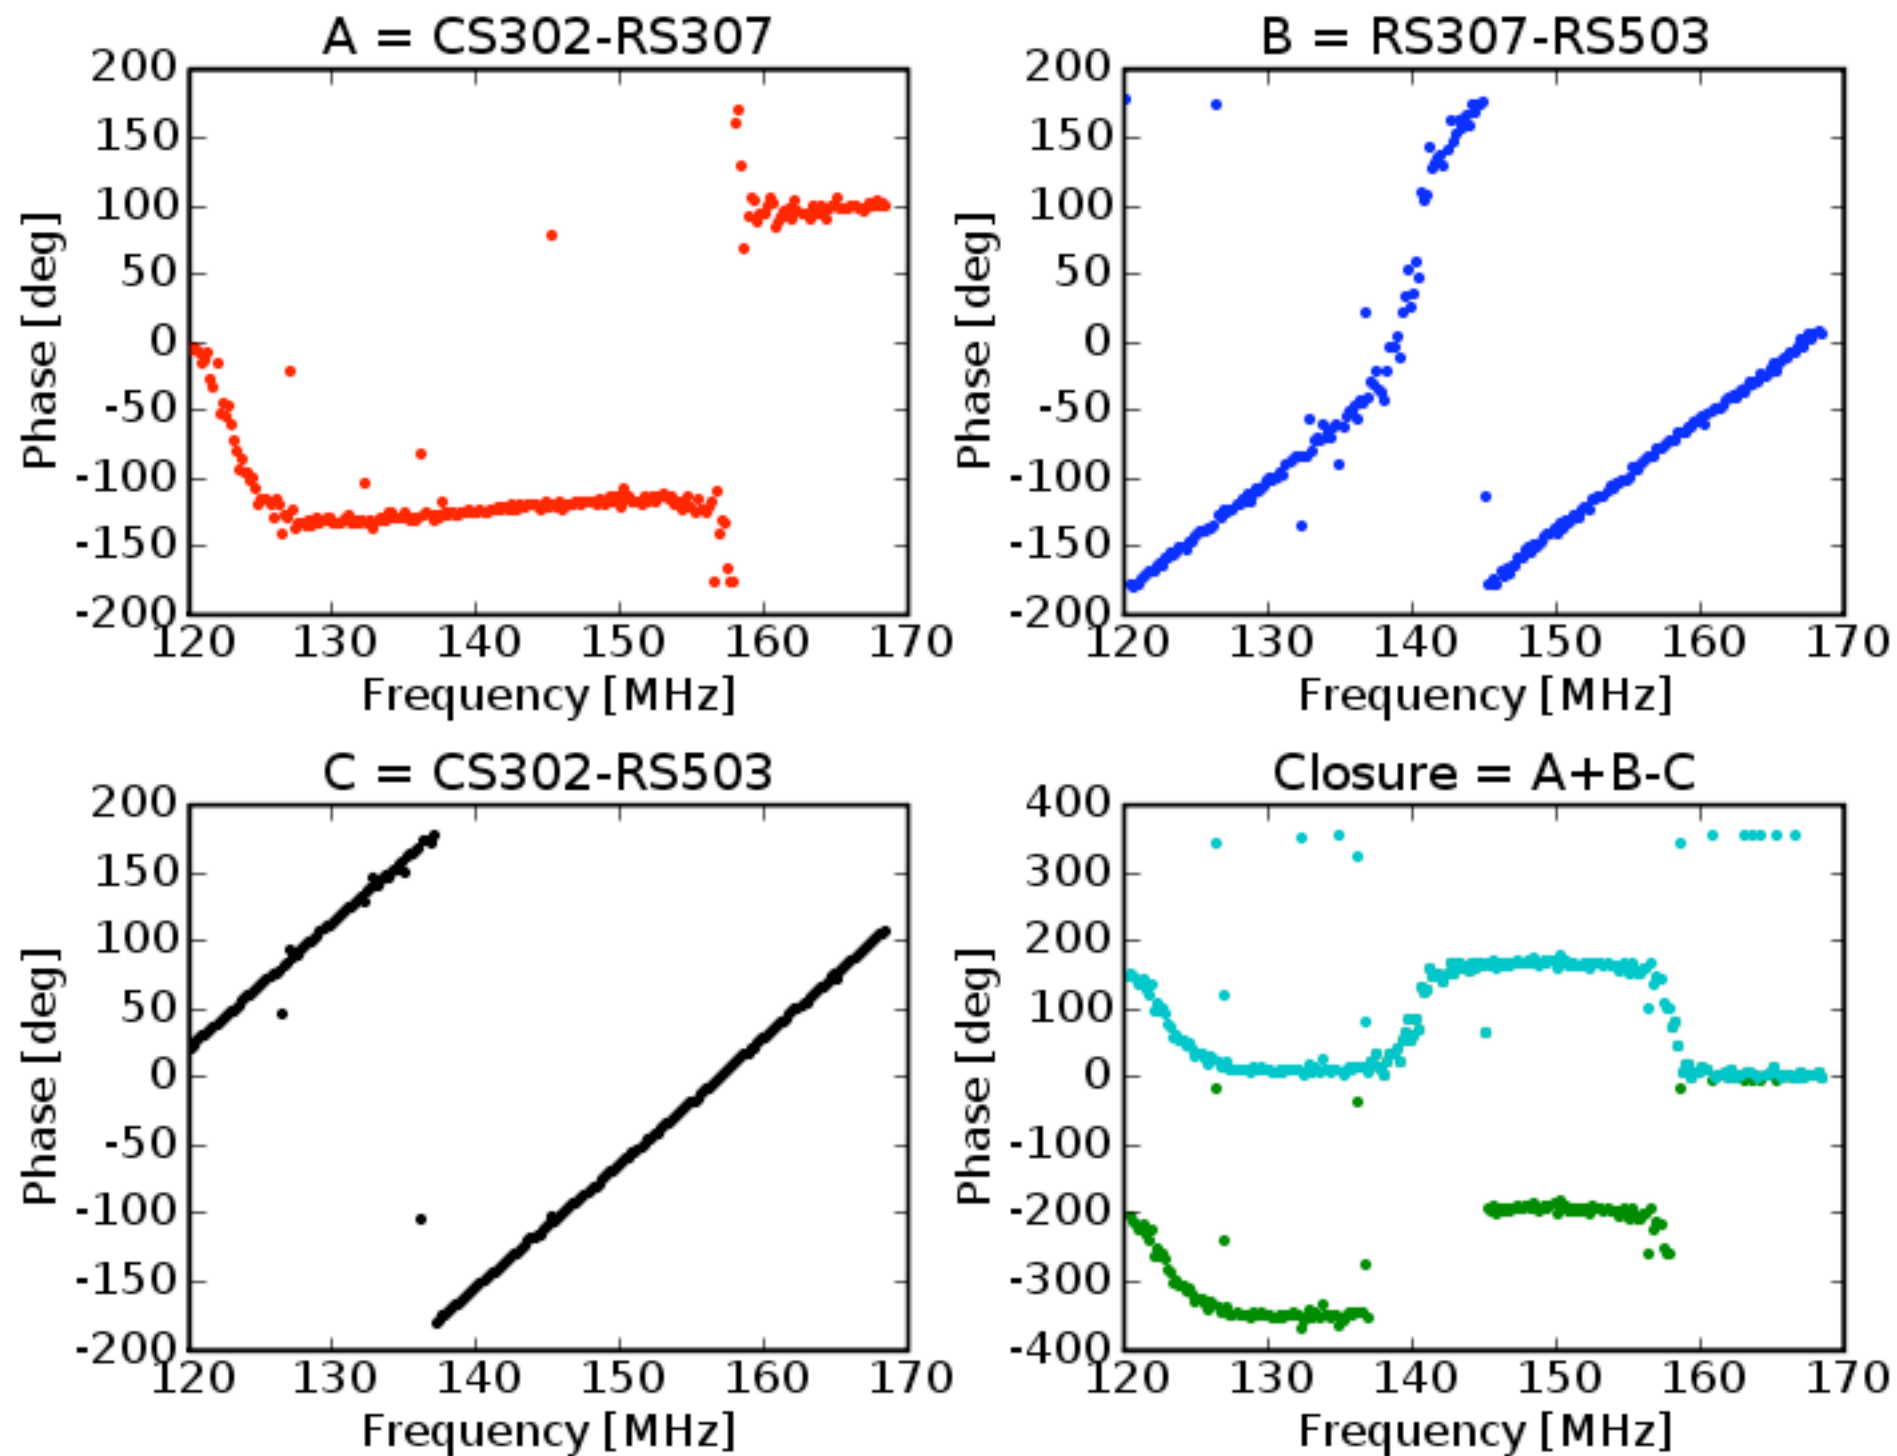 A = CS302-RS307
200
150
100
50
0
-50
-100
-150
-200
Phase [deg]
120 130 140 150 160 170
Frequency [MHz]
B = RS307-RS503
200
150
100
50
0
-50
-100
-150
-200
Phase [deg]
120 130 140 150 160 170
Frequency [MHz]
C = CS302-RS503
200
150
100
50
0
-50
-100
-150
-200
Phase [deg]
120 130 140 150 160 170
Frequency [MHz]
Closure = A+B-C
400
300
200
100
0
-100
-200
-300
-400
Phase [deg]
120 130 140 150 160 170
Frequency [MHz]